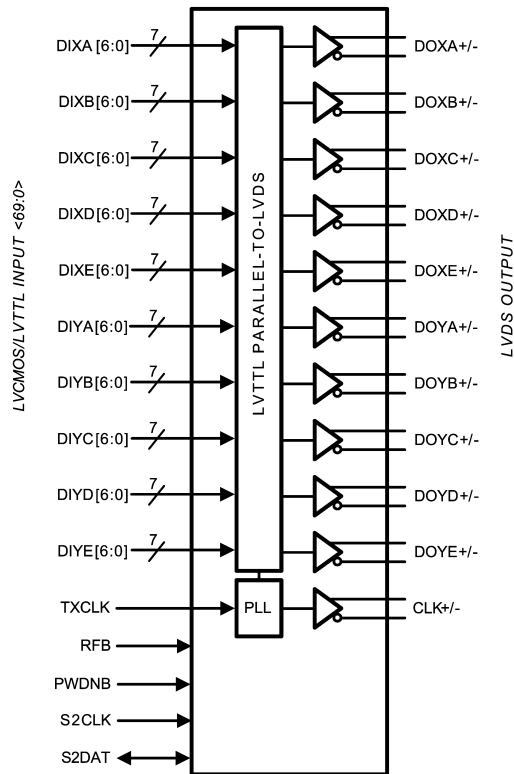 DIXA [6:0] 7 DOXA+/-
DIXB[6:0] 7 DOXB+/-
DIXC[6:0] 7 DOXC+/-
DIXD[6:0] 7 DOXD+/-
DIXE[6:0] 7 DOXE+/-
DIYA[6:0] 7 DOYA+/-
DIYB[6:0] 7 DOYB+/-
DIYC[6:0] 7 DOYC+/-
DIYD[6:0] 7 DOYD+/-
DIYE[6:0] 7 DOYE+/-
TXCLK PLL CLK+/-
RFB
PWDNB
S2CLK
S2DAT
LVCMOS/LVTTL INPUT <69:0>
LVTTL PARALLEL-TO-LVDS
LVDS OUTPUT